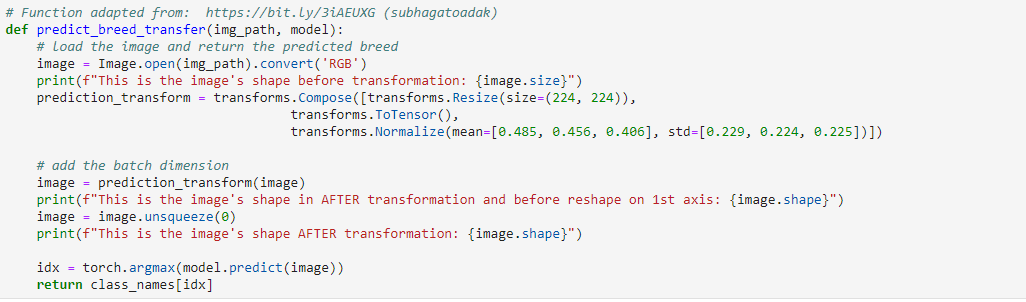 # Function adapted from:  https://bit.ly/3iAEUXG (subhagatoadak)
def predict_breed_transfer(img_path, model):
    # load the image and return the predicted breed
    image = Image.open(img_path).convert('RGB')
    print(f"This is the image's shape before transformation: {image.size}")
    prediction_transform = transforms.Compose([transforms.Resize(size=(224, 224)),
                                     transforms.ToTensor(),
                                     transforms.Normalize(mean=[0.485, 0.456, 0.406], std=[0.229, 0.224, 0.225])])

    # add the batch dimension
    image = prediction_transform(image)
    print(f"This is the image's shape in AFTER transformation and before reshape on 1st axis: {image.shape}")
    image = image.unsqueeze(0)
    print(f"This is the image's shape AFTER transformation: {image.shape}")

    idx = torch.argmax(model.predict(image))
    return class_names[idx]